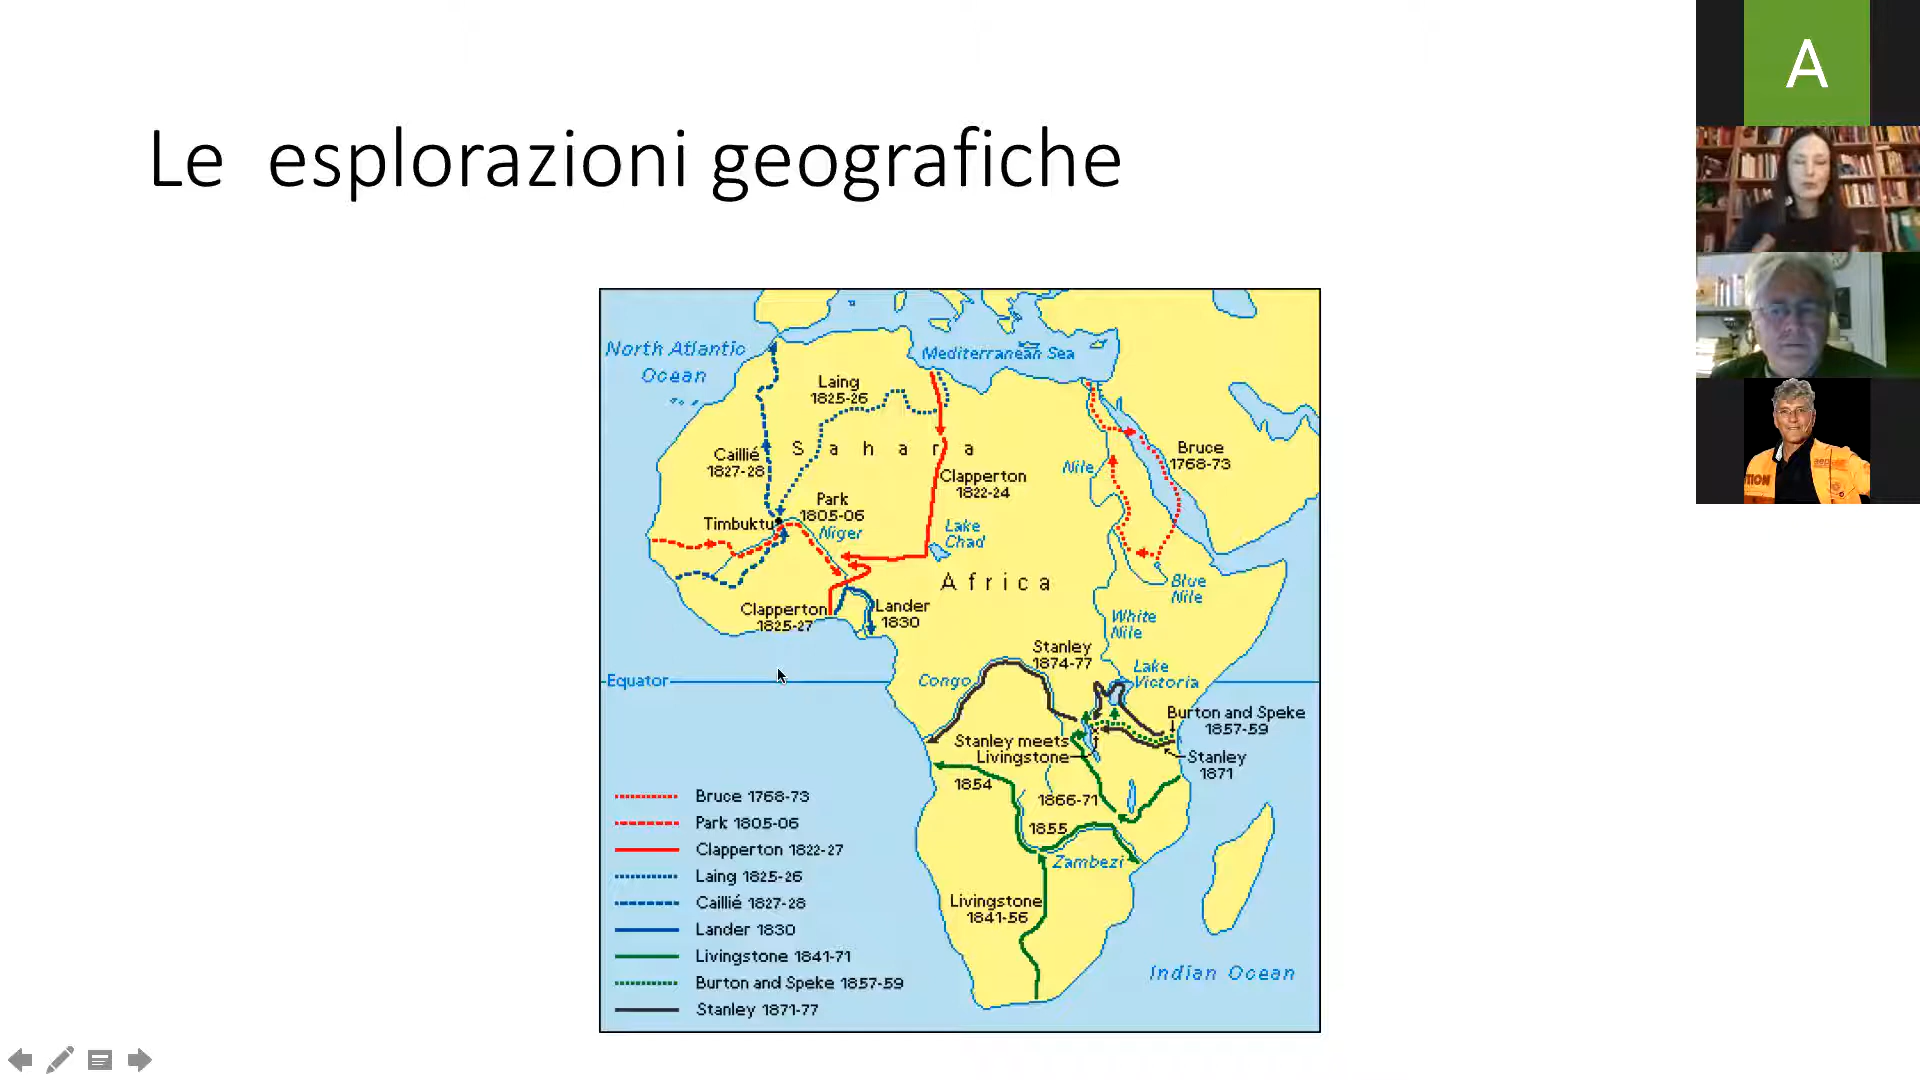 A
Le  esplorazioni geografiche
North Atlantic
Ocean
Mediterranean Sea
Laing
1825-26
Sahara
Caillié
1827-28
Bruce
1768-73
Nile
Clapperton
1822-24
Park
1805-06
Timbuktu
Niger
Lake
Chad
Africa
Blue
Nile
Clapperton
1825-27
Lander
1830
White
Nile
Stanley
1874-77
Lake
Victoria
Equator
Congo
Burton and Speke
1857-59
Stanley meets
Livingstone
Stanley
1871
1854
1866-71
1855
Zambezi
Livingstone
1841-56
Indian Ocean
Bruce 1768-73
Park 1805-06
Clapperton 1822-27
Laing 1825-26
Caillié 1827-28
Lander 1830
Livingstone 1841-71
Burton and Speke 1857-59
Stanley 1871-77